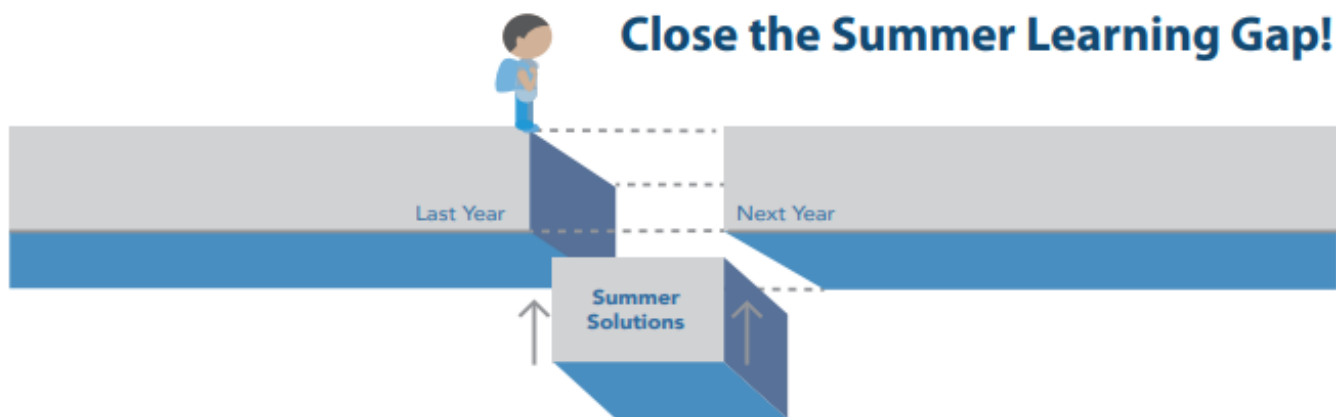 Close the Summer Learning Gap!
Last Year
Next Year
Summer
Solutions